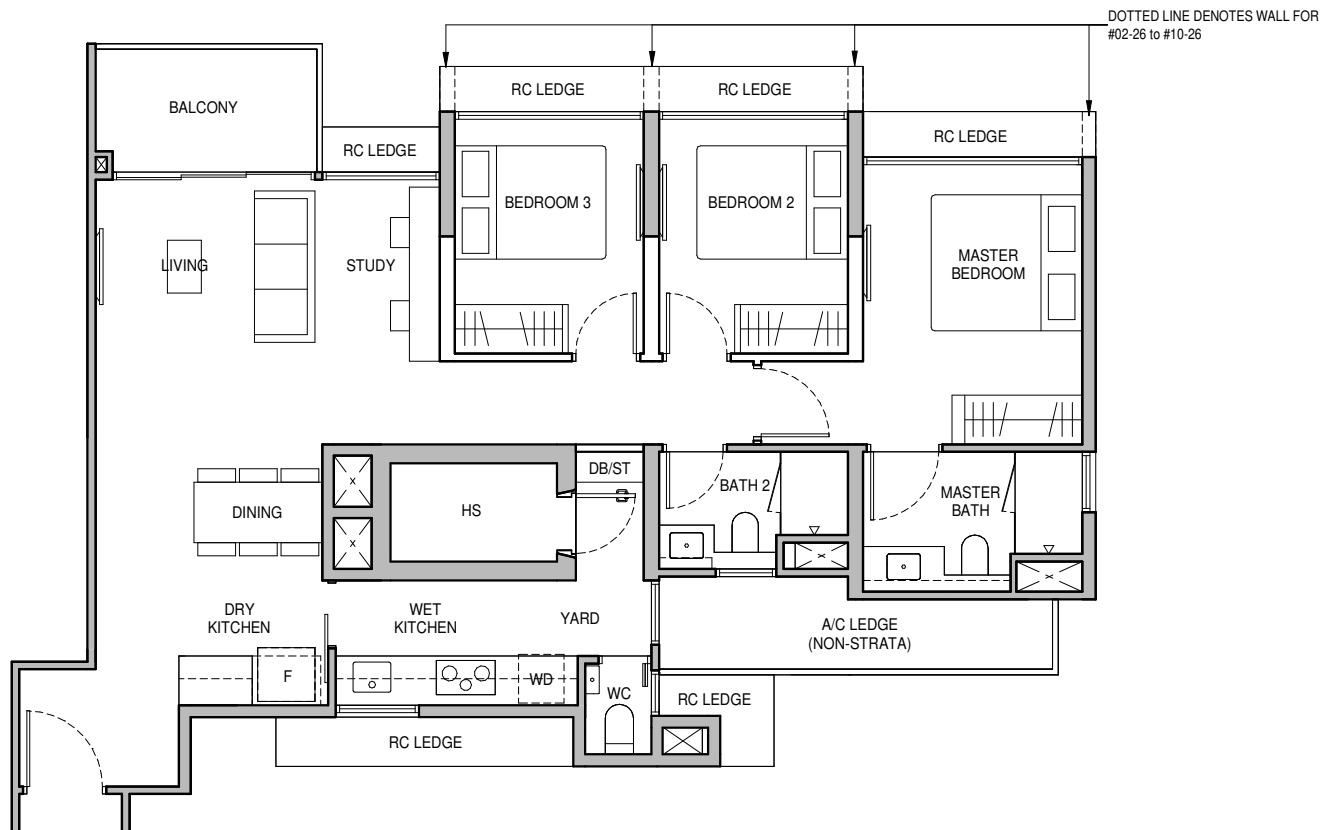 DOTTED LINE DENOTES WALL FOR
#02-26 to #10-26
RC LEDGE
RC LEDGE
BALCONY
RC LEDGE
RC LEDGE
BEDROOM 3
BEDROOM 2
LIVING
STUDY
MASTER
BEDROOM
DB/ST
BATH 2
MASTER
BATH
DINING
HS
X
X
DRY
KITCHEN
WET
KITCHEN
YARD
A/C LEDGE
(NON-STRATA)
F
WD
WC
RC LEDGE
RC LEDGE